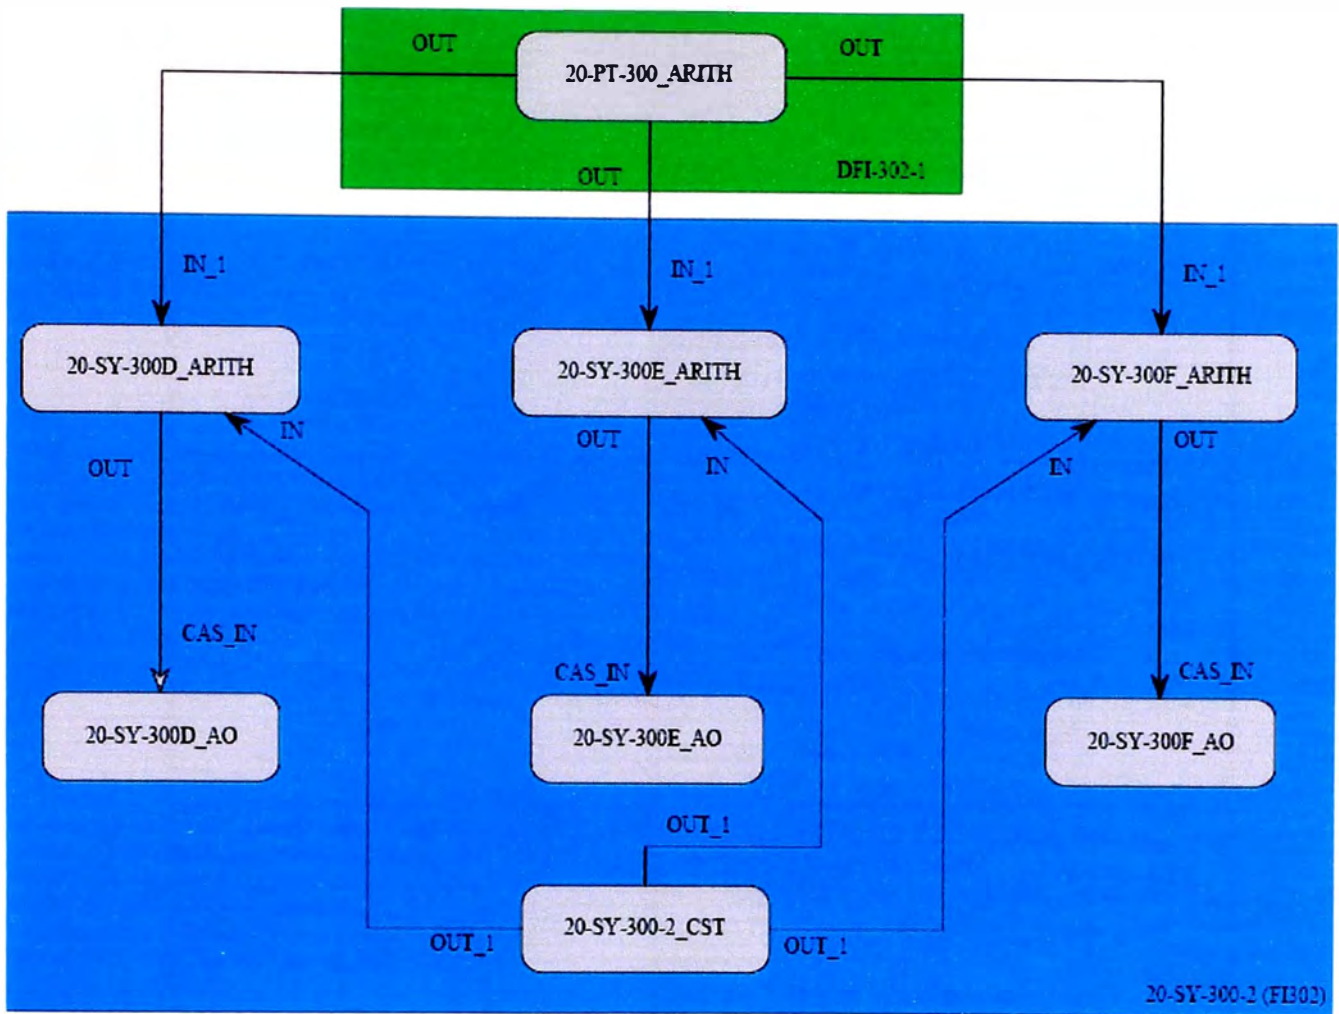 OUT
20-PT-300_ARITH
OUT
OUT
DFI-302-1
IN_1
IN_1
IN_1
20-SY-300D_ARITH
20-SY-300E_ARITH
20-SY-300F_ARITH
OUT
IN
OUT
IN
IN
OUT
CAS_IN
CAS_IN
CAS_IN
20-SY-300D_AO
20-SY-300E_AO
20-SY-300F_AO
OUT_1
OUT_1
20-SY-300-2_CST
OUT_1
20-SY-300-2 (FI302)